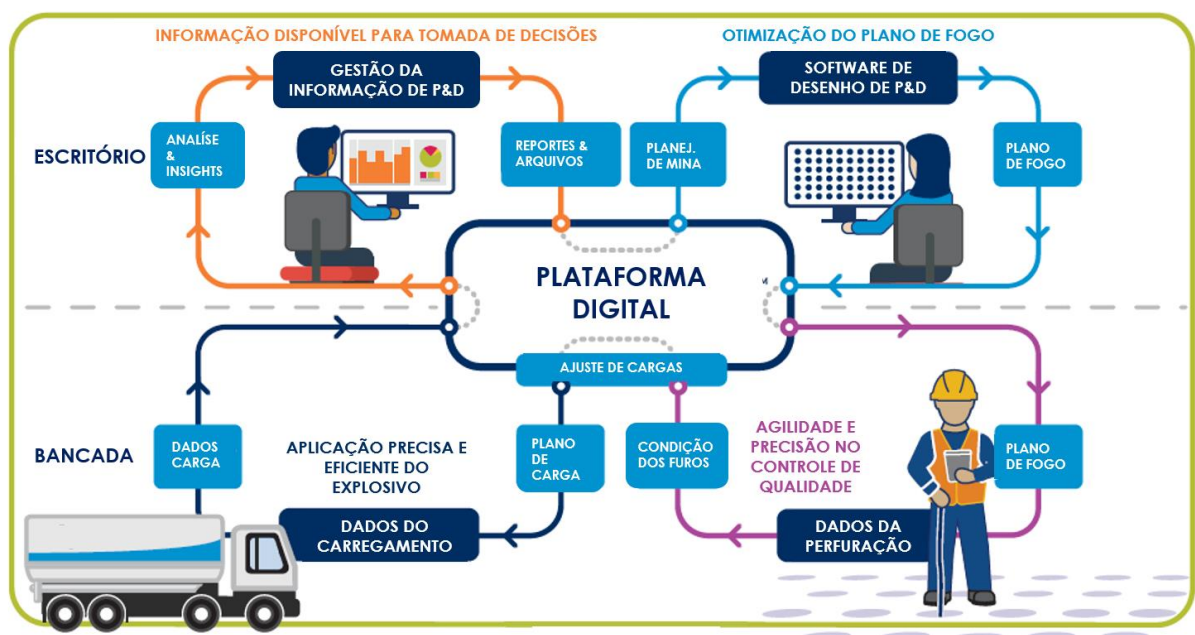 INFORMAÇÃO DISPONÍVEL PARA TOMADA DE DECISÕES
OTIMIZAÇÃO DO PLANO DE FOGO
GESTÃO DA
INFORMAÇÃO DE P&D
SOFTWARE DE
DESENHO DE P&D
ESCRITÓRIO
ANALÍSE
&
INSIGHTS
REPORTES &
ARQUIVOS
PLANEJ.
DE MINA
PLANO
DE FOGO
PLATAFORMA
DIGITAL
AJUSTE DE CARGAS
BANCADA
DADOS
CARGA
APLICAÇÃO PRECISA E
EFICIENTE DO
EXPLOSIVO
PLANO
DE
CARGA
CONDIÇÃO
DOS FUROS
AGILIDADE E
PRECISÃO NO
CONTROLE DE
QUALIDADE
PLANO
DE FOGO
DADOS DO
CARREGAMENTO
DADOS DA
PERFURAÇÃO